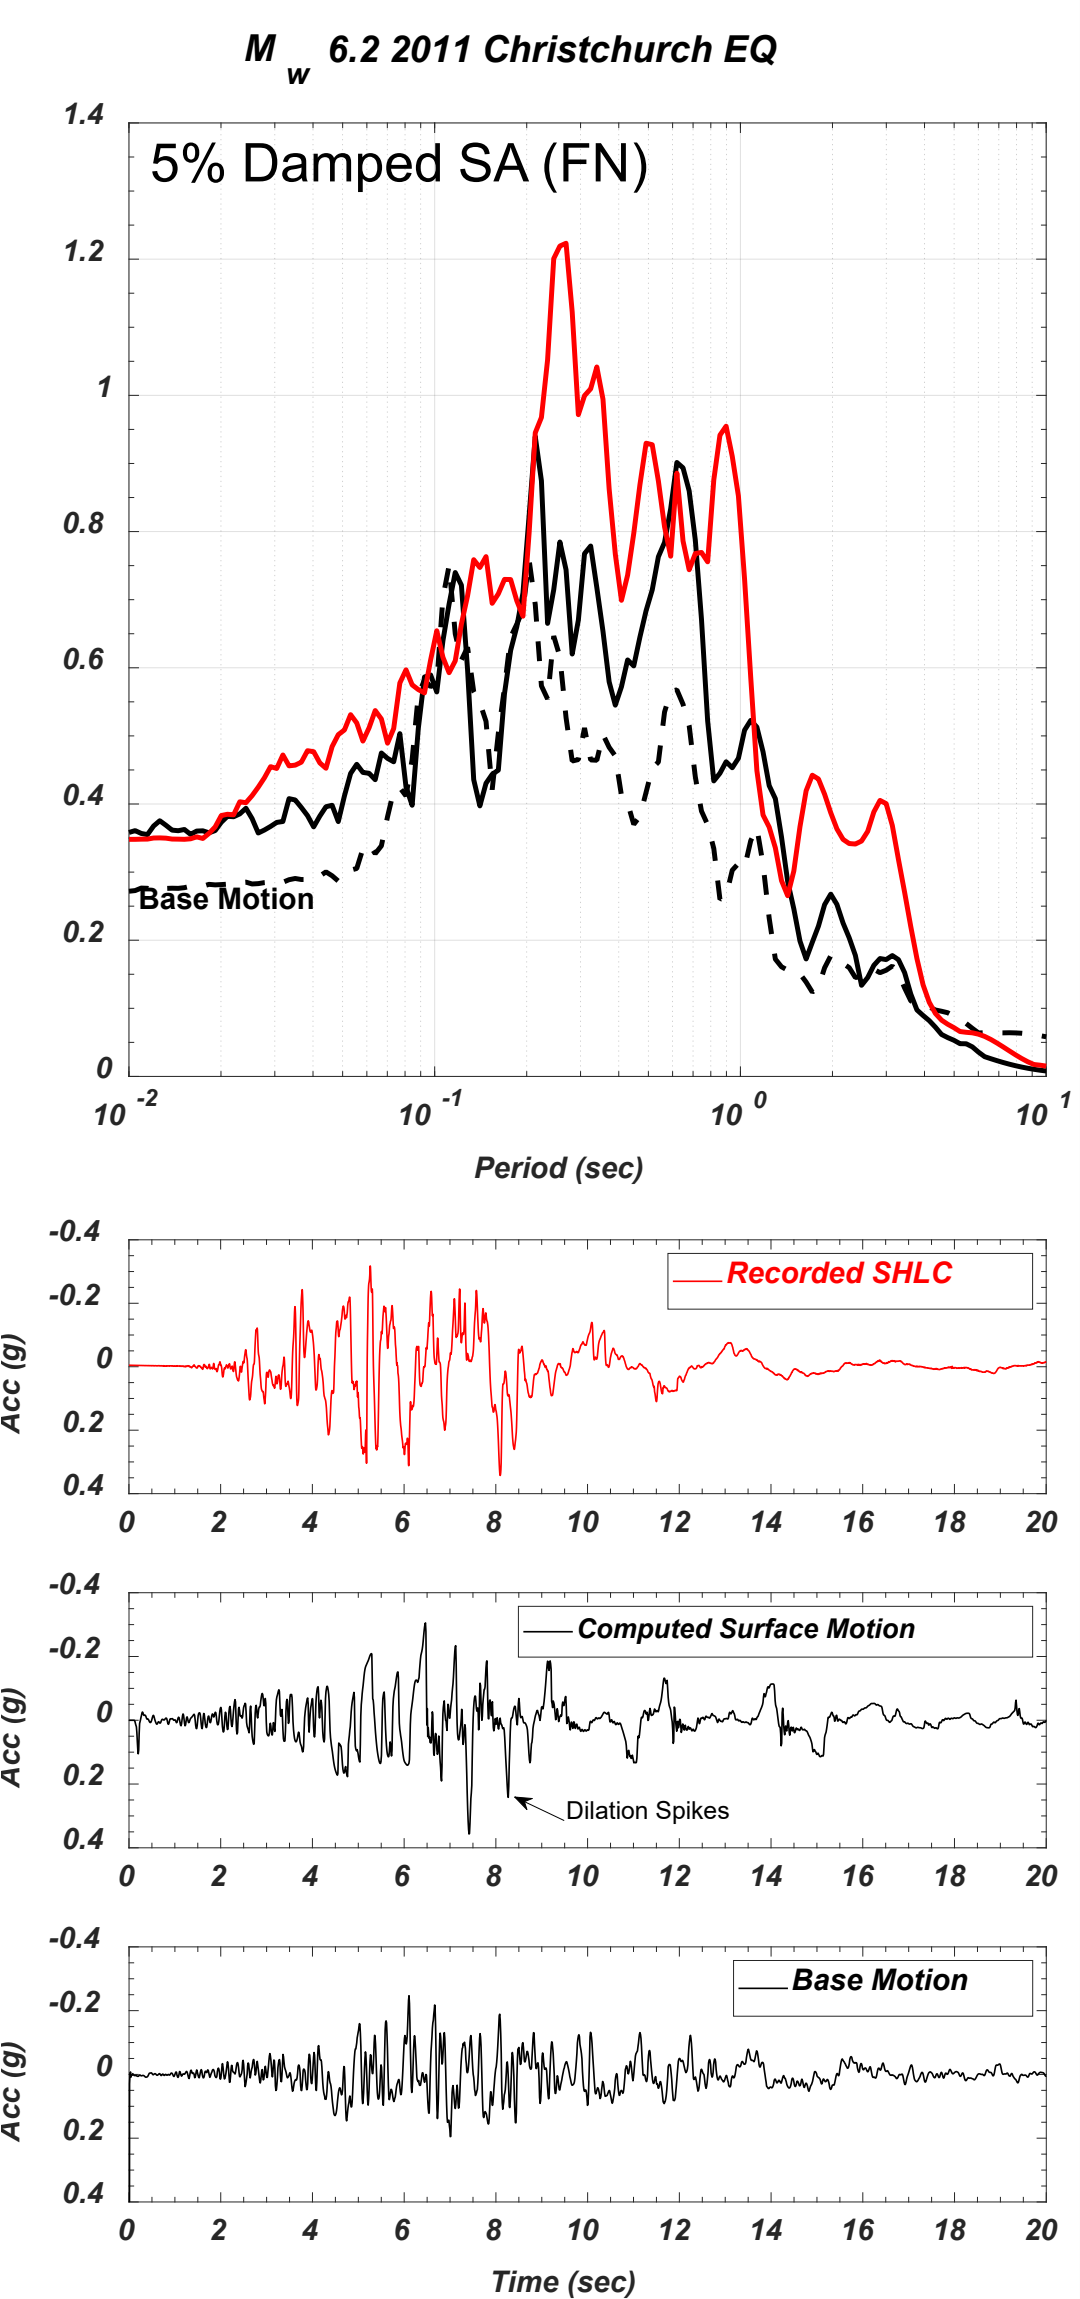 M w 6.2 2011 Christchurch EQ
1.4
5% Damped SA (FN)
1.2
1
0.8
0.6
0.4
Base Motion
0.2
0
10 -2 10 -1 10 0 10 1
Period (sec)
-0.4
Recorded SHLC
-0.2
0
Acc (g)
0.2
0.4
0 2 4 6 8 10 12 14 16 18 20
-0.4
Computed Surface Motion
-0.2
0
Acc (g)
0.2
Dilation Spikes
0.4
0 2 4 6 8 10 12 14 16 18 20
-0.4
Base Motion
-0.2
0
Acc (g)
0.2
0.4
0 2 4 6 8 10 12 14 16 18 20
Time (sec)